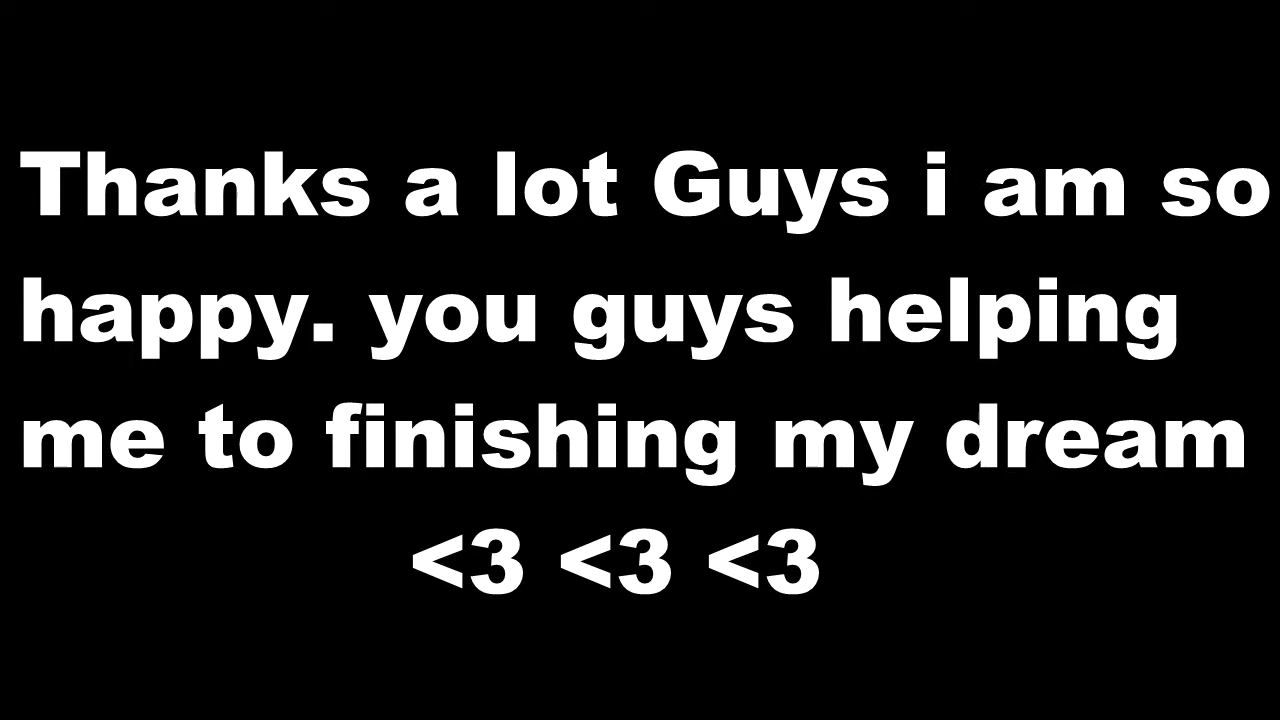 Thanks a lot Guys i am so
happy. you guys helping
me to finishing my dream
<3 <3 <3